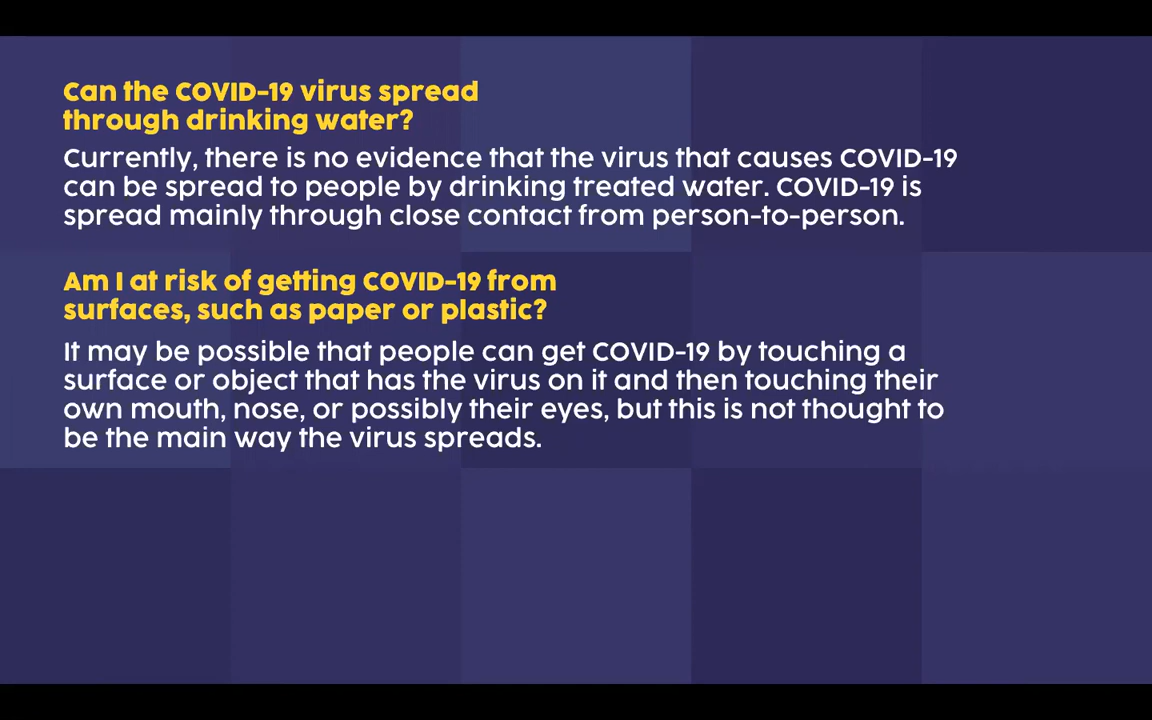 Can the COVID-19 virus spread
through drinking water?
Currently, there is no evidence that the virus that causes COVID-19
can be spread to people by drinking treated water. COVID-19 is
spread mainly through close contact from person-to-person.
Am I at risk of getting COVID-19 from
surfaces, such as paper or plastic?
It may be possible that people can get COVID-19 by touching a
surface or object that has the virus on it and then touching their
own mouth, nose, or possibly their eyes, but this is not thought to
be the main way the virus spreads.